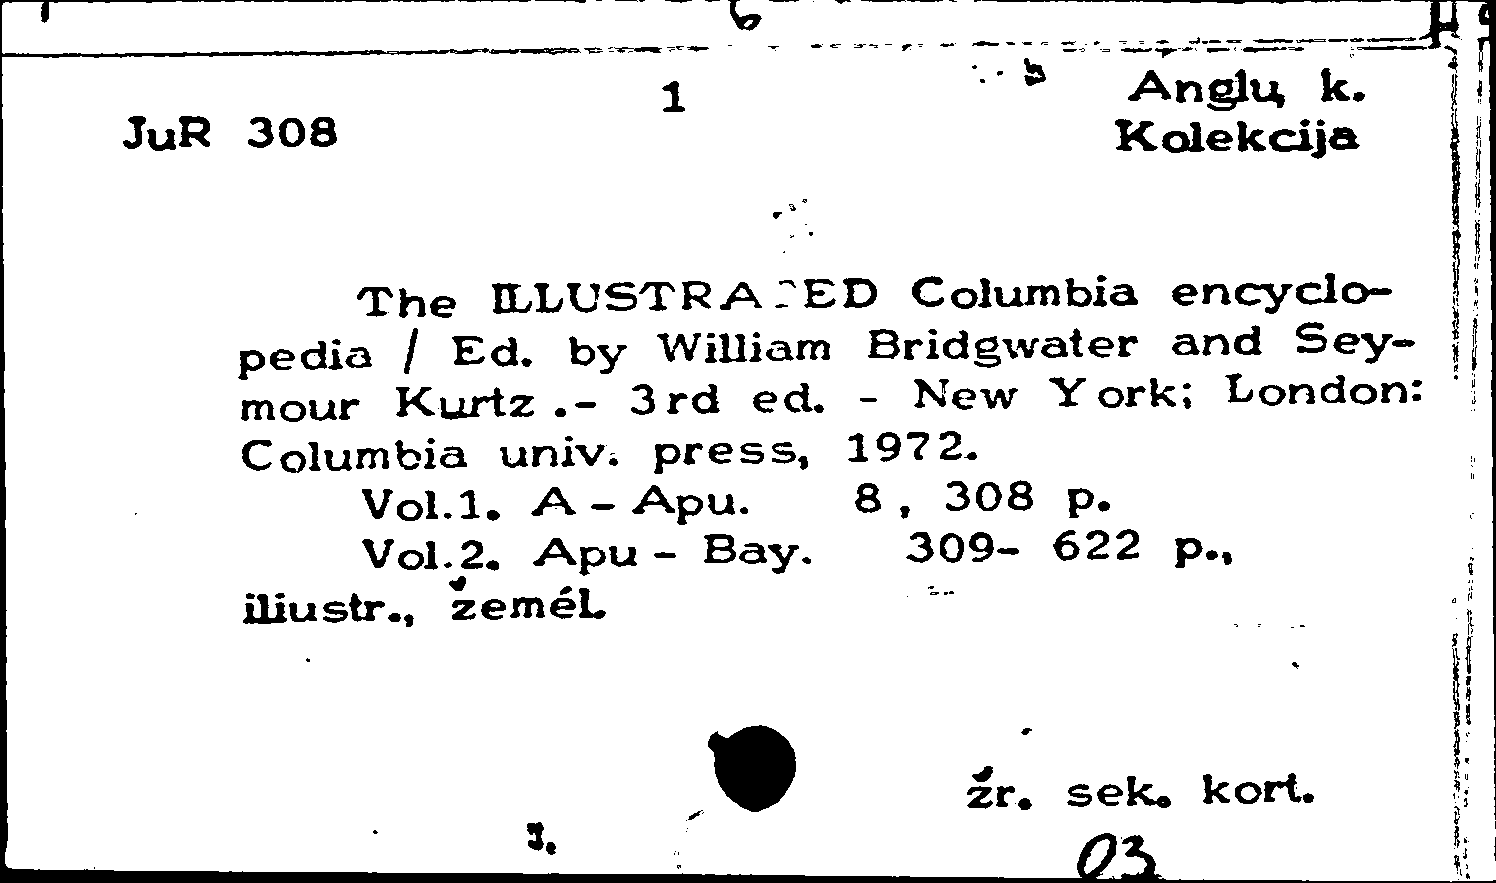 6
1
Anglų k.
JuR 308
Kolekcija
The ILLUSTRATED Columbia encyclo-
pedia / Ed. by William Bridgwater and Sey-
mour Kurtz .- 3rd ed. - New York; London:
Columbia univ. press, 1972.
Vol.1. A - Apu. 8 , 308 p.
Vol.2. Apu - Bay. 309- 622 p.,
iliustr., žemėl.
žr. sek. kort.
03